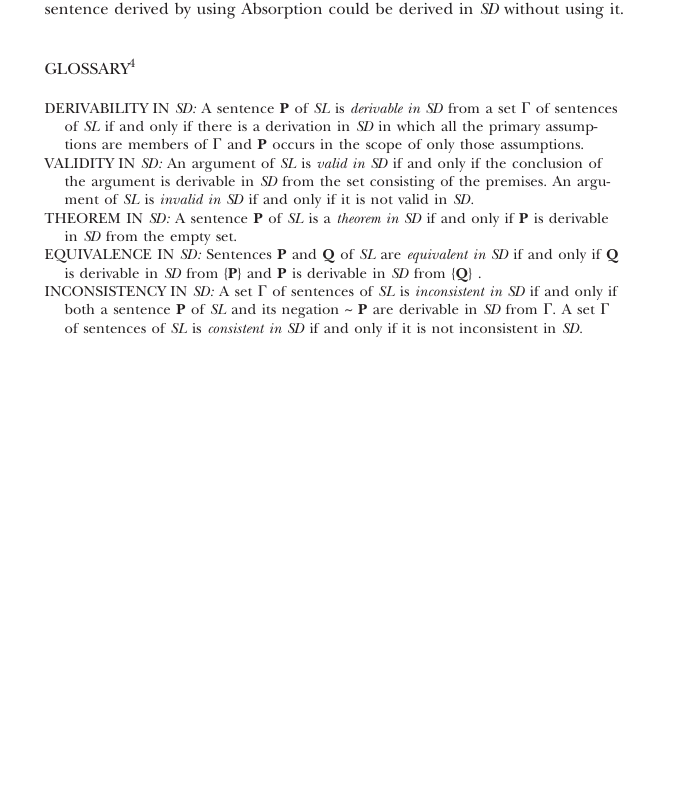 sentence derived by using Absorption could be derived in SD without using it.
GLOSSARY4
DERIVABILITY IN SD: A sentence P of SL is derivable in SD from a set Γ of sentences
of SL if and only if there is a derivation in SD in which all the primary assump-
tions are members of Γ and P occurs in the scope of only those assumptions.
VALIDITY IN SD: An argument of SL is valid in SD if and only if the conclusion of
the argument is derivable in SD from the set consisting of the premises. An argu-
ment of SL is invalid in SD if and only if it is not valid in SD.
THEOREM IN SD: A sentence P of SL is a theorem in SD if and only if P is derivable
in SD from the empty set.
EQUIVALENCE IN SD: Sentences P and Q of SL are equivalent in SD if and only if Q
is derivable in SD from {P} and P is derivable in SD from {Q} .
INCONSISTENCY IN SD: A set Γ of sentences of SL is inconsistent in SD if and only if
both a sentence P of SL and its negation ~ P are derivable in SD from Γ. A set Γ
of sentences of SL is consistent in SD if and only if it is not inconsistent in SD.